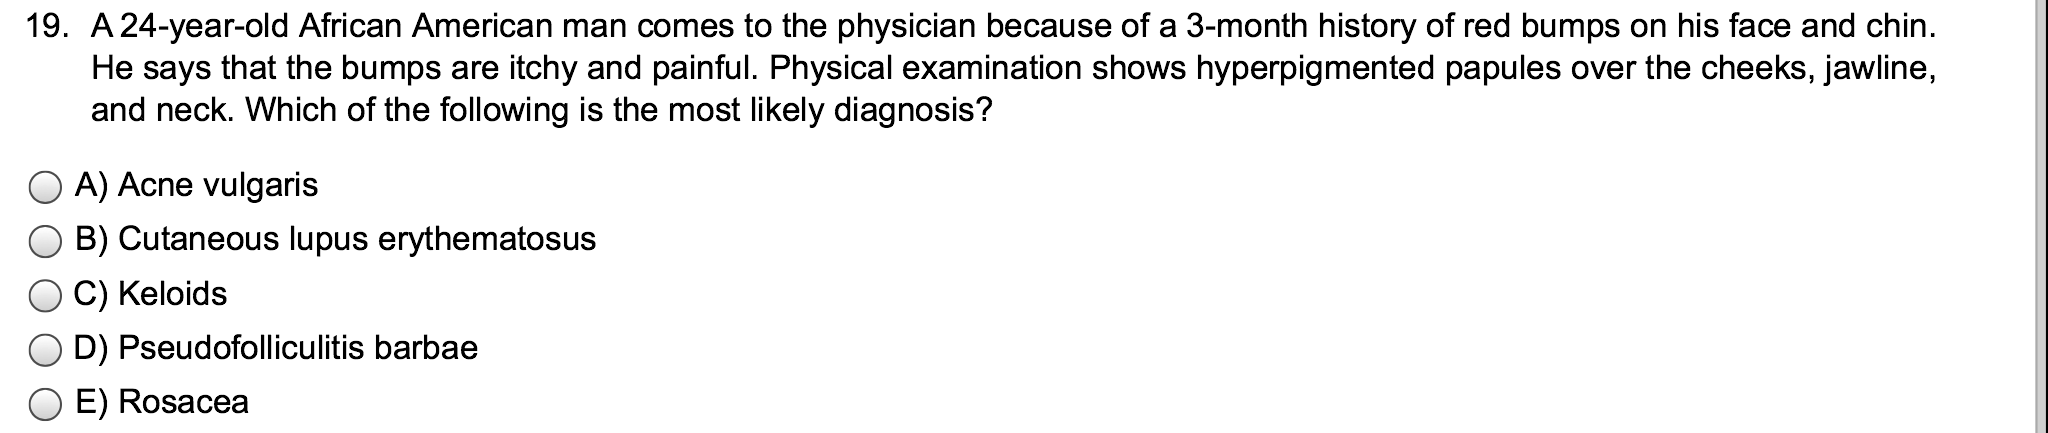 19. A 24-year-old African American man comes to the physician because of a 3-month history of red bumps on his face and chin.
He says that the bumps are itchy and painful. Physical examination shows hyperpigmented papules over the cheeks, jawline,
and neck. Which of the following is the most likely diagnosis?
A) Acne vulgaris
B) Cutaneous lupus erythematosus
C) Keloids
D) Pseudofolliculitis barbae
E) Rosacea